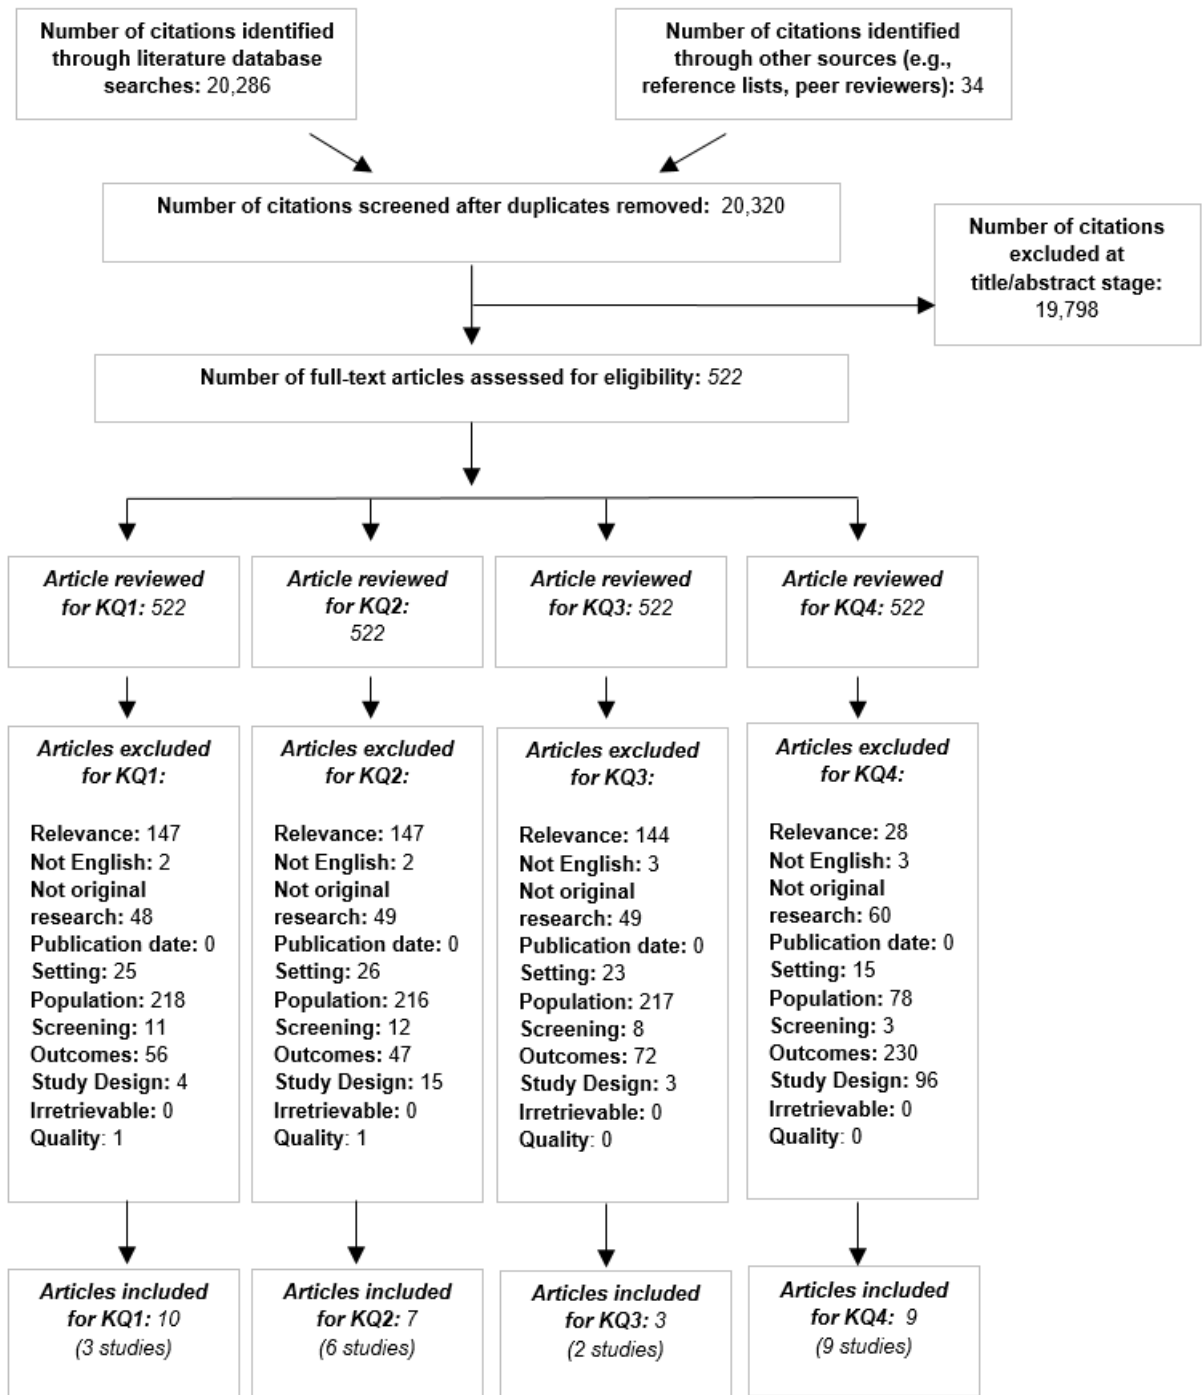 Number of citations identified
through literature database
searches: 20,286
Number of citations identified
through other sources (e.g.,
reference lists, peer reviewers): 34
Number of citations screened after duplicates removed: 20,320
Number of citations
excluded at
title/abstract stage:
19,798
Number of full-text articles assessed for eligibility: 522
Article reviewed
for KQ1: 522
Article reviewed
for KQ2:
522
Article reviewed
for KQ3: 522
Article reviewed
for KQ4: 522
Articles excluded
for KQ1:
Relevance: 147
Not English: 2
Not original
research: 48
Publication date: 0
Setting: 25
Population: 218
Screening: 11
Outcomes: 56
Study Design: 4
Irretrievable: 0
Quality: 1
Articles excluded
for KQ2:
Relevance: 147
Not English: 2
Not original
research: 49
Publication date: 0
Setting: 26
Population: 216
Screening: 12
Outcomes: 47
Study Design: 15
Irretrievable: 0
Quality: 1
Articles excluded
for KQ3:
Relevance: 144
Not English: 3
Not original
research: 49
Publication date: 0
Setting: 23
Population: 217
Screening: 8
Outcomes: 72
Study Design: 3
Irretrievable: 0
Quality: 0
Articles excluded
for KQ4:
Relevance: 28
Not English: 3
Not original
research: 60
Publication date: 0
Setting: 15
Population: 78
Screening: 3
Outcomes: 230
Study Design: 96
Irretrievable: 0
Quality: 0
Articles included
for KQ1: 10
(3 studies)
Articles included
for KQ2: 7
(6 studies)
Articles included
for KQ3: 3
(2 studies)
Articles included
for KQ4: 9
(9 studies)